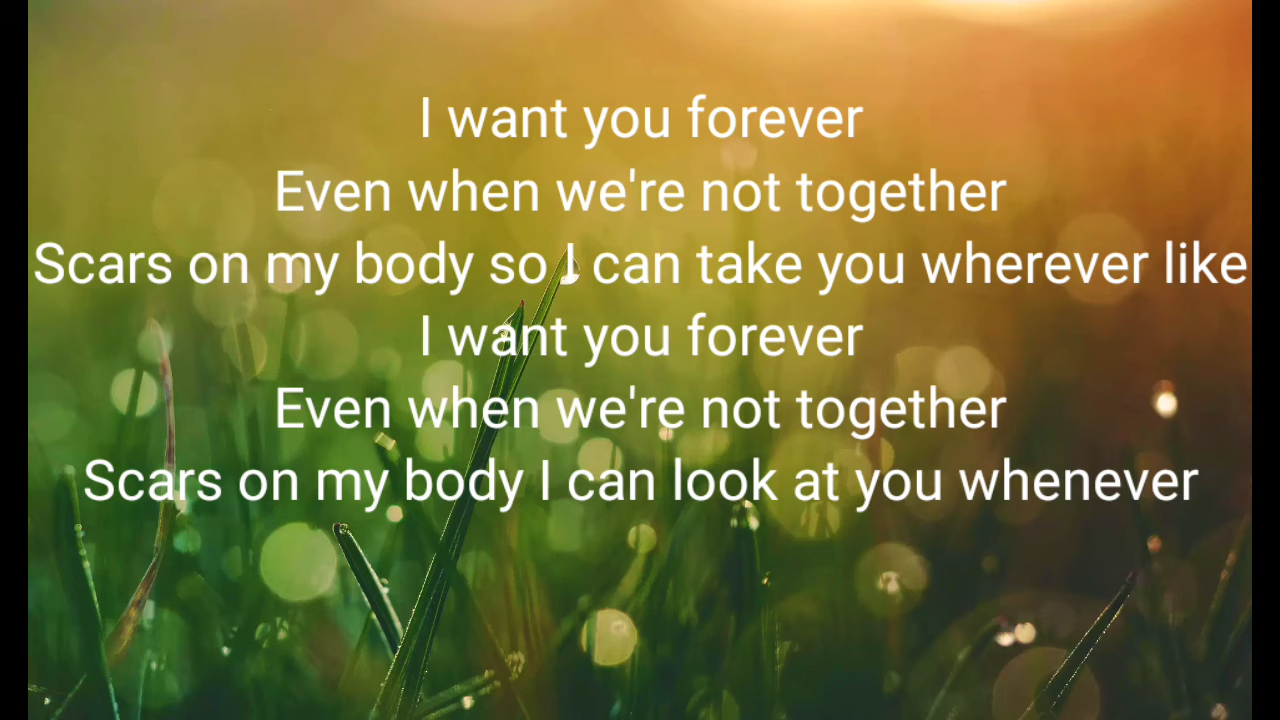 I want you forever
Even when we're not together
Scars on my body so I can take you wherever like
I want you forever
Even when we're not together
Scars on my body I can look at you whenever